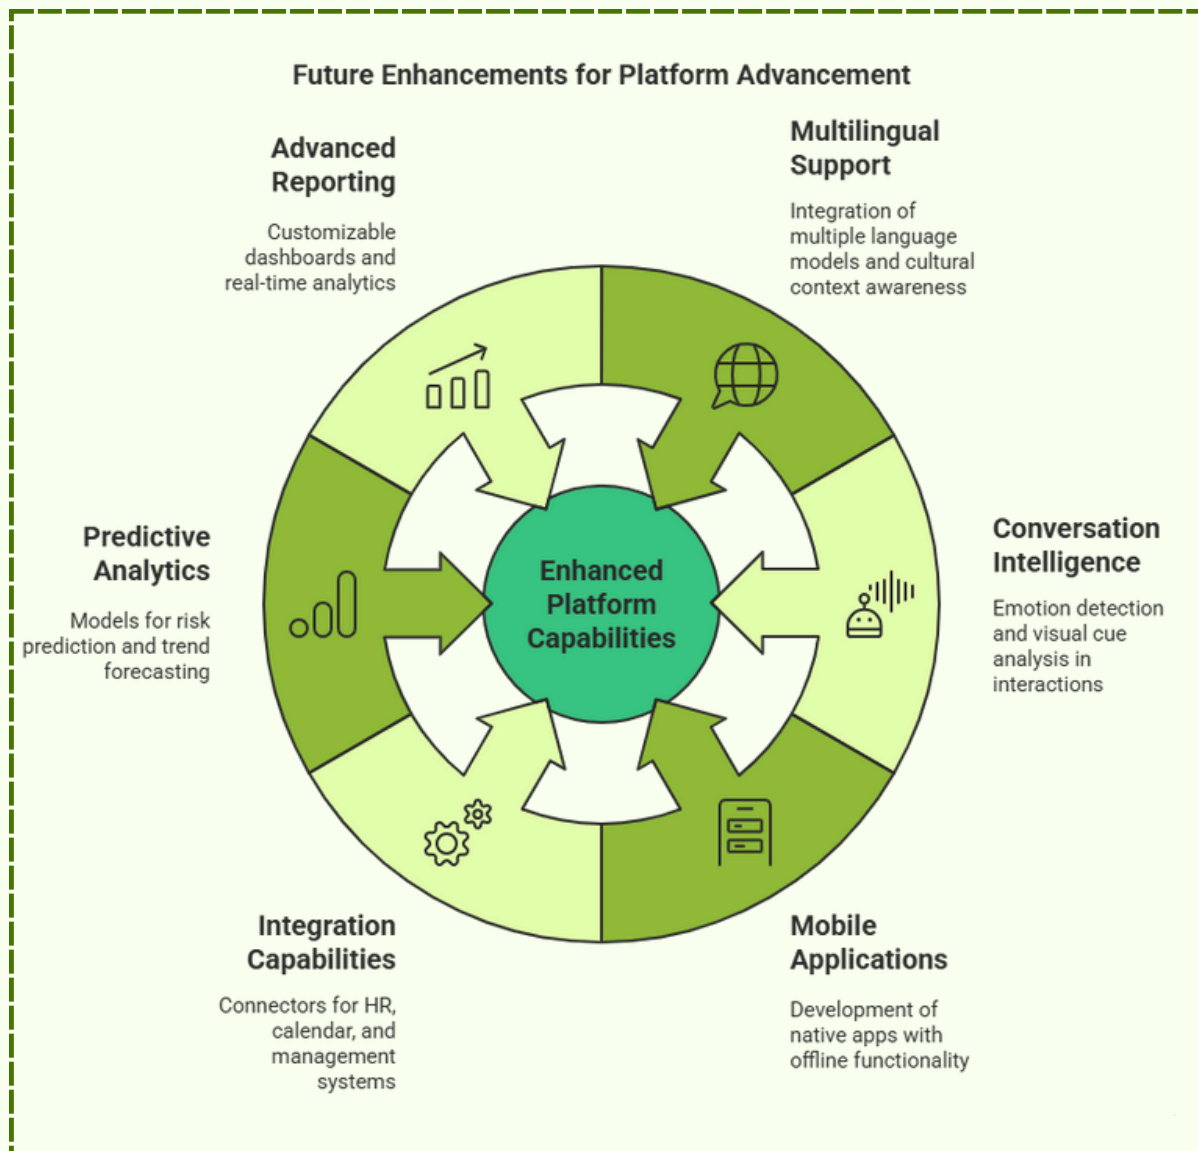 Future Enhancements for Platform Advancement
Advanced
Reporting
Customizable
dashboards and
real-time analytics
Multilingual
Support
Integration of
multiple language
models and cultural
context awareness
Predictive
Analytics
Models for risk
prediction and trend
forecasting
Enhanced
Platform
Capabilities
Conversation
Intelligence
Emotion detection
and visual cue
analysis in
interactions
Integration
Capabilities
Connectors for HR,
calendar, and
management
systems
Mobile
Applications
Development of
native apps with
offline functionality